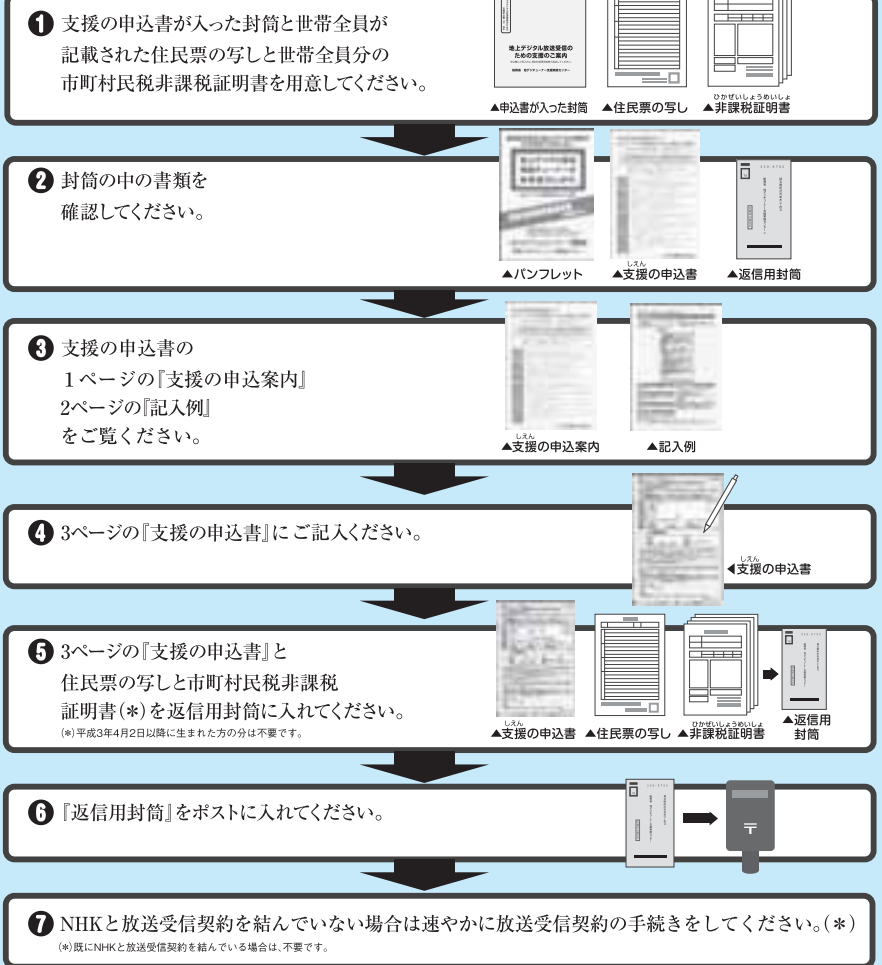 ❶ 支援の申込書が入った封筒と世帯全員が
記載された住民票の写しと世帯全員分の
市町村民税非課税証明書を用意してください。
地上デジタル放送受信の
ための支援のご案内
▲申込書が入った封筒
▲住民票の写し
ひかぜいしょうめいしょ
▲非課税証明書
❷ 封筒の中の書類を
確認してください。
▲パンフレット
しえん
▲支援の申込書
▲返信用封筒
❸ 支援の申込書の
1ページの『支援の申込案内』
2ページの『記入例』
をご覧ください。
しえん
▲支援の申込案内
▲記入例
❹ 3ページの『支援の申込書』にご記入ください。
しえん
◀支援の申込書
❺ 3ページの『支援の申込書』と
住民票の写しと市町村民税非課税
証明書(*)を返信用封筒に入れてください。
(*)平成3年4月2日以降に生まれた方の分は不要です。
しえん
▲支援の申込書
▲住民票の写し
ひかぜいしょうめいしょ
▲非課税証明書
▲返信用
封筒
❻ 『返信用封筒』をポストに入れてください。
〒
❼ NHKと放送受信契約を結んでいない場合は速やかに放送受信契約の手続きをしてください。(*)
(*)既にNHKと放送受信契約を結んでいる場合は、不要です。